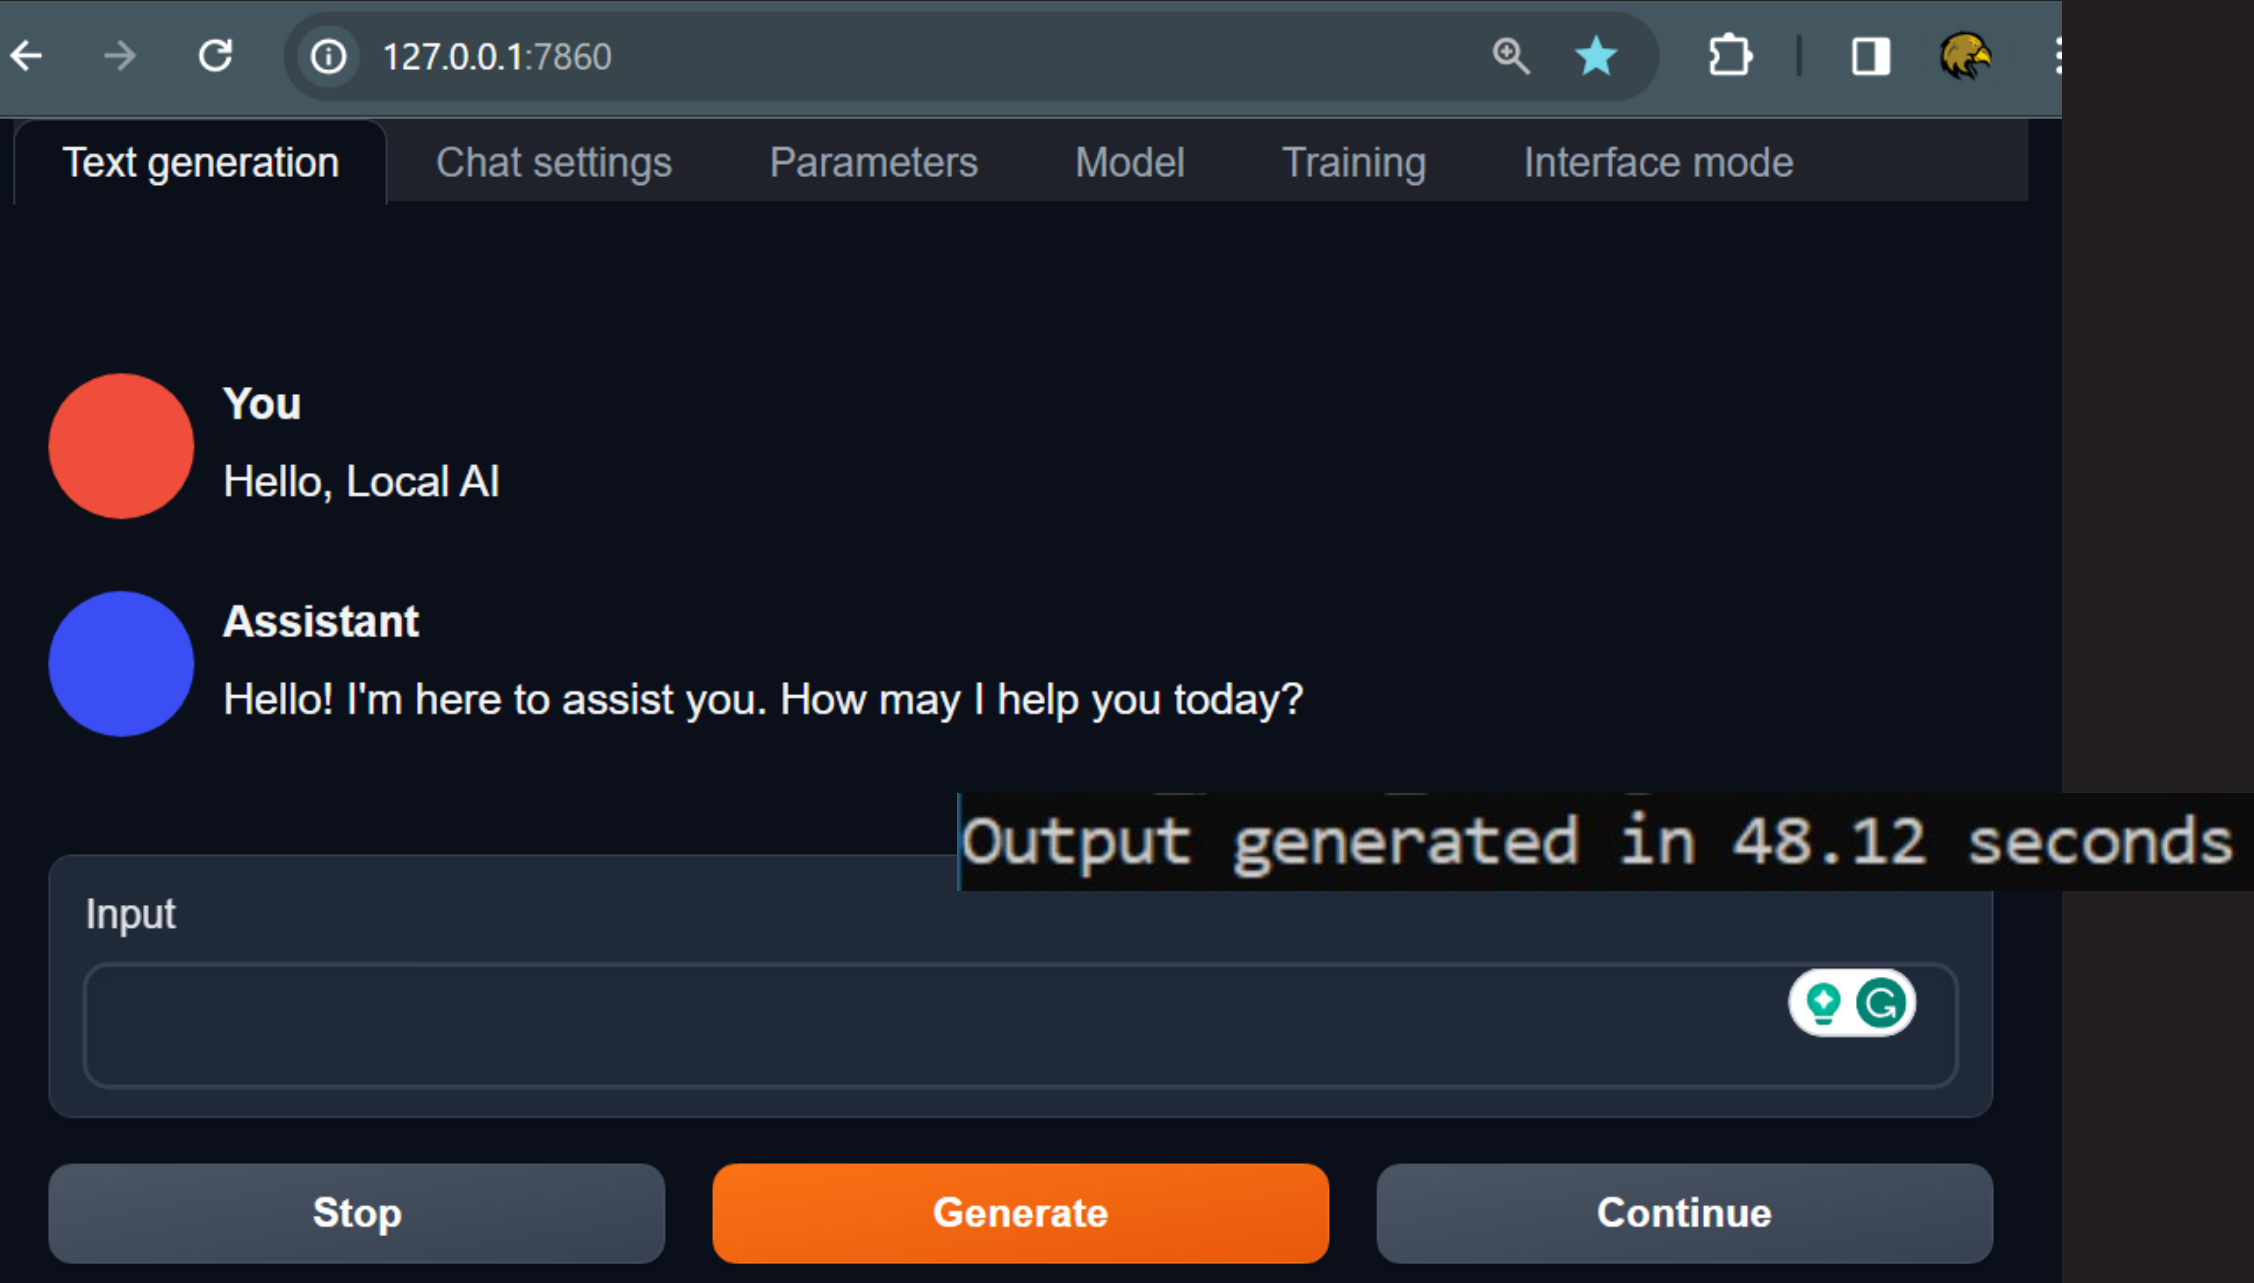 127.0.0.1:7860
Text generation Chat settings Parameters Model Training Interface mode
You
Hello, Local AI
Assistant
Hello! I'm here to assist you. How may I help you today?
Output generated in 48.12 seconds
Input
Stop Generate Continue